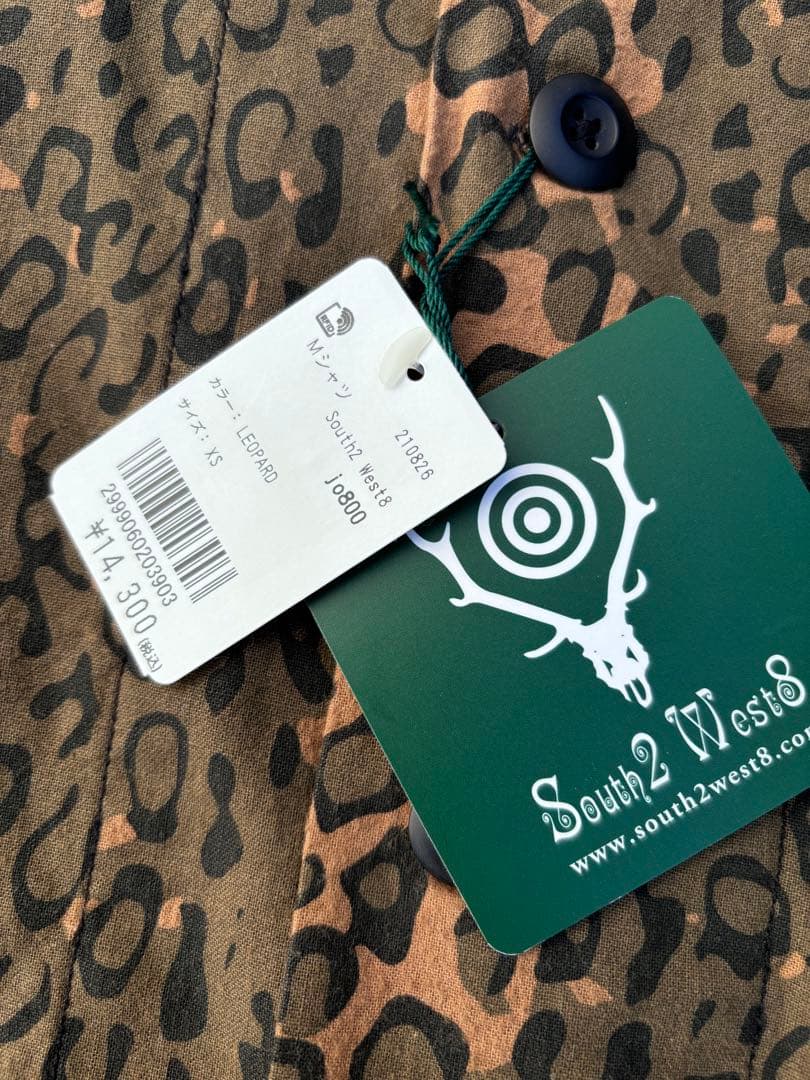 RFID
Mシャツ
210826
South2 West8
jo800
カラー：LEOPARD
サイズ：XS
2999060203903
¥14,300(税込)
South2 West8
www.south2west8.com